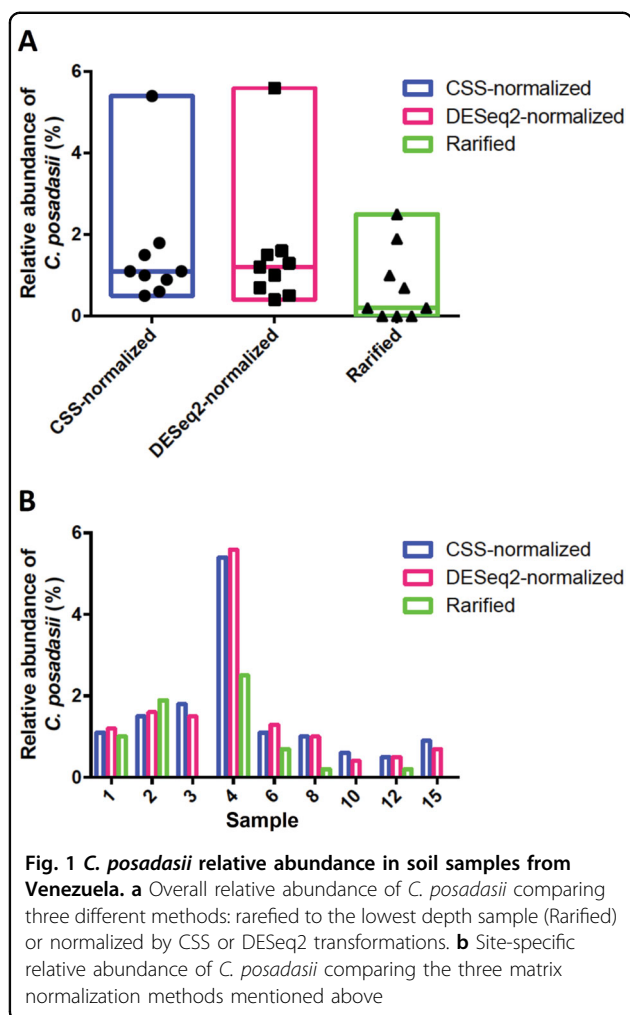 A
Relative abundance of
C. posadasii (%)
6
4
2
0
CSS-normalized
DESeq2-normalized
Rarified
CSS-normalized
DESeq2-normalized
Rarified
B
Relative abundance of
C. posadasii (%)
6
4
2
0
CSS-normalized
DESeq2-normalized
Rarified
1
2
3
4
6
8
10
12
15
Sample
Fig. 1 C. posadasii relative abundance in soil samples from
Venezuela. a Overall relative abundance of C. posadasii comparing
three different methods: rarefied to the lowest depth sample (Rarified)
or normalized by CSS or DESeq2 transformations. b Site-specific
relative abundance of C. posadasii comparing the three matrix
normalization methods mentioned above